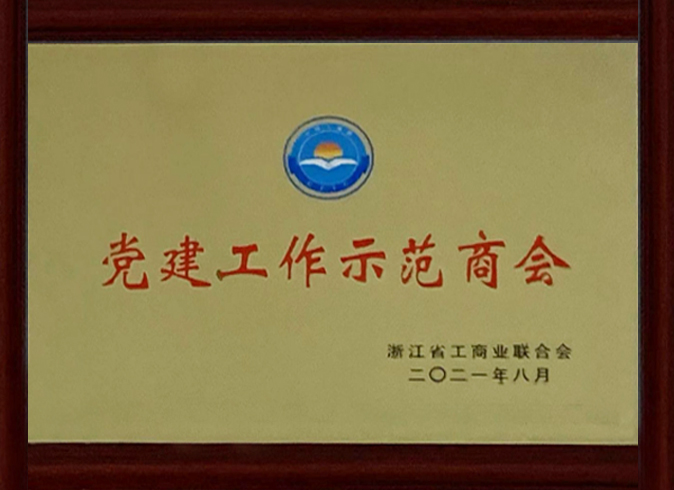 党建工作示范商会
浙江省工商业联合会
二〇二一年八月